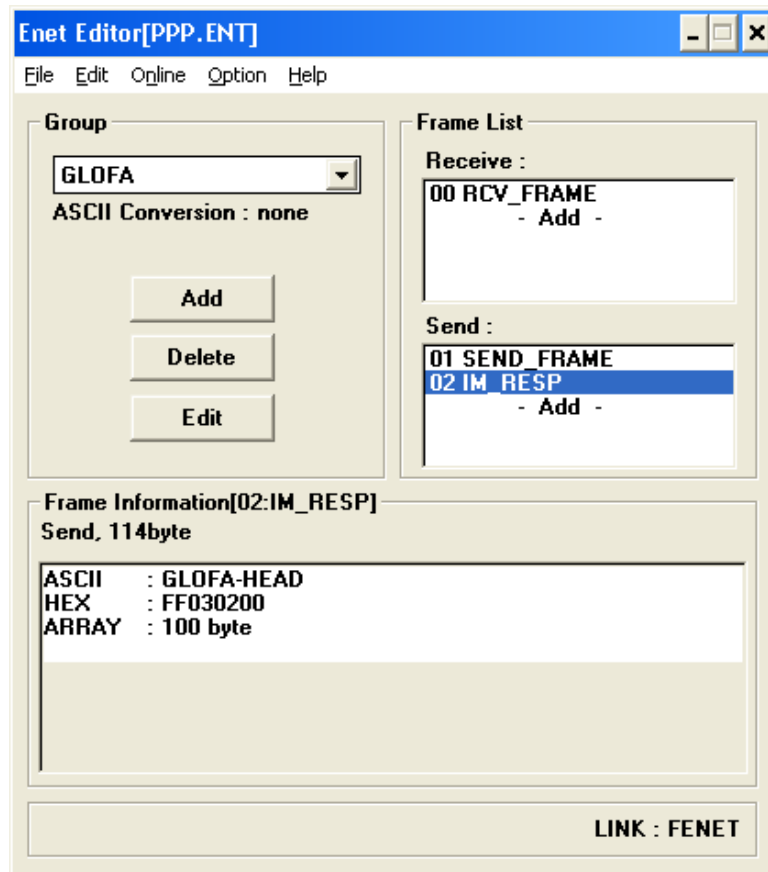 Enet Editor[PPP.ENT]
File Edit Online Option Help
Group
GLOFA
ASCII Conversion : none
Add
Delete
Edit
Frame List
Receive :
00 RCV_FRAME
- Add -
Send :
01 SEND_FRAME
02 IM_RESP
- Add -
Frame Information[02:IM_RESP]
Send, 114byte
ASCII : GLOFA-HEAD
HEX : FF030200
ARRAY : 100 byte
LINK : FENET